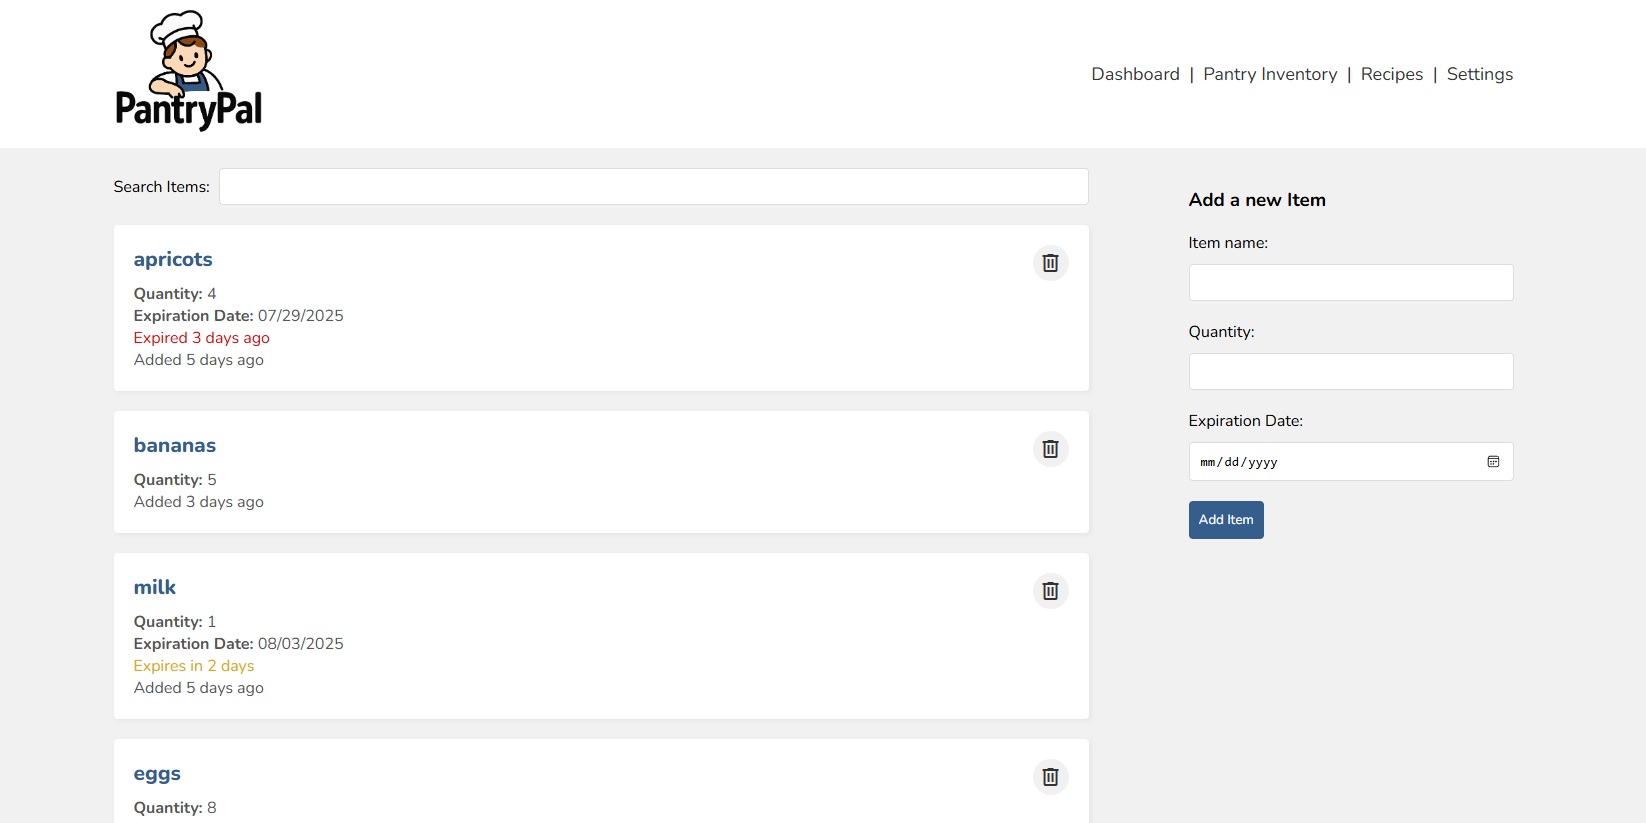 PantryPal
Dashboard | Pantry Inventory | Recipes | Settings
Search Items:
apricots
Quantity: 4
Expiration Date: 07/29/2025
Expired 3 days ago
Added 5 days ago
bananas
Quantity: 5
Added 3 days ago
milk
Quantity: 1
Expiration Date: 08/03/2025
Expires in 2 days
Added 5 days ago
eggs
Quantity: 8
Add a new Item
Item name:
Quantity:
Expiration Date:
mm/dd/yyyy
Add Item